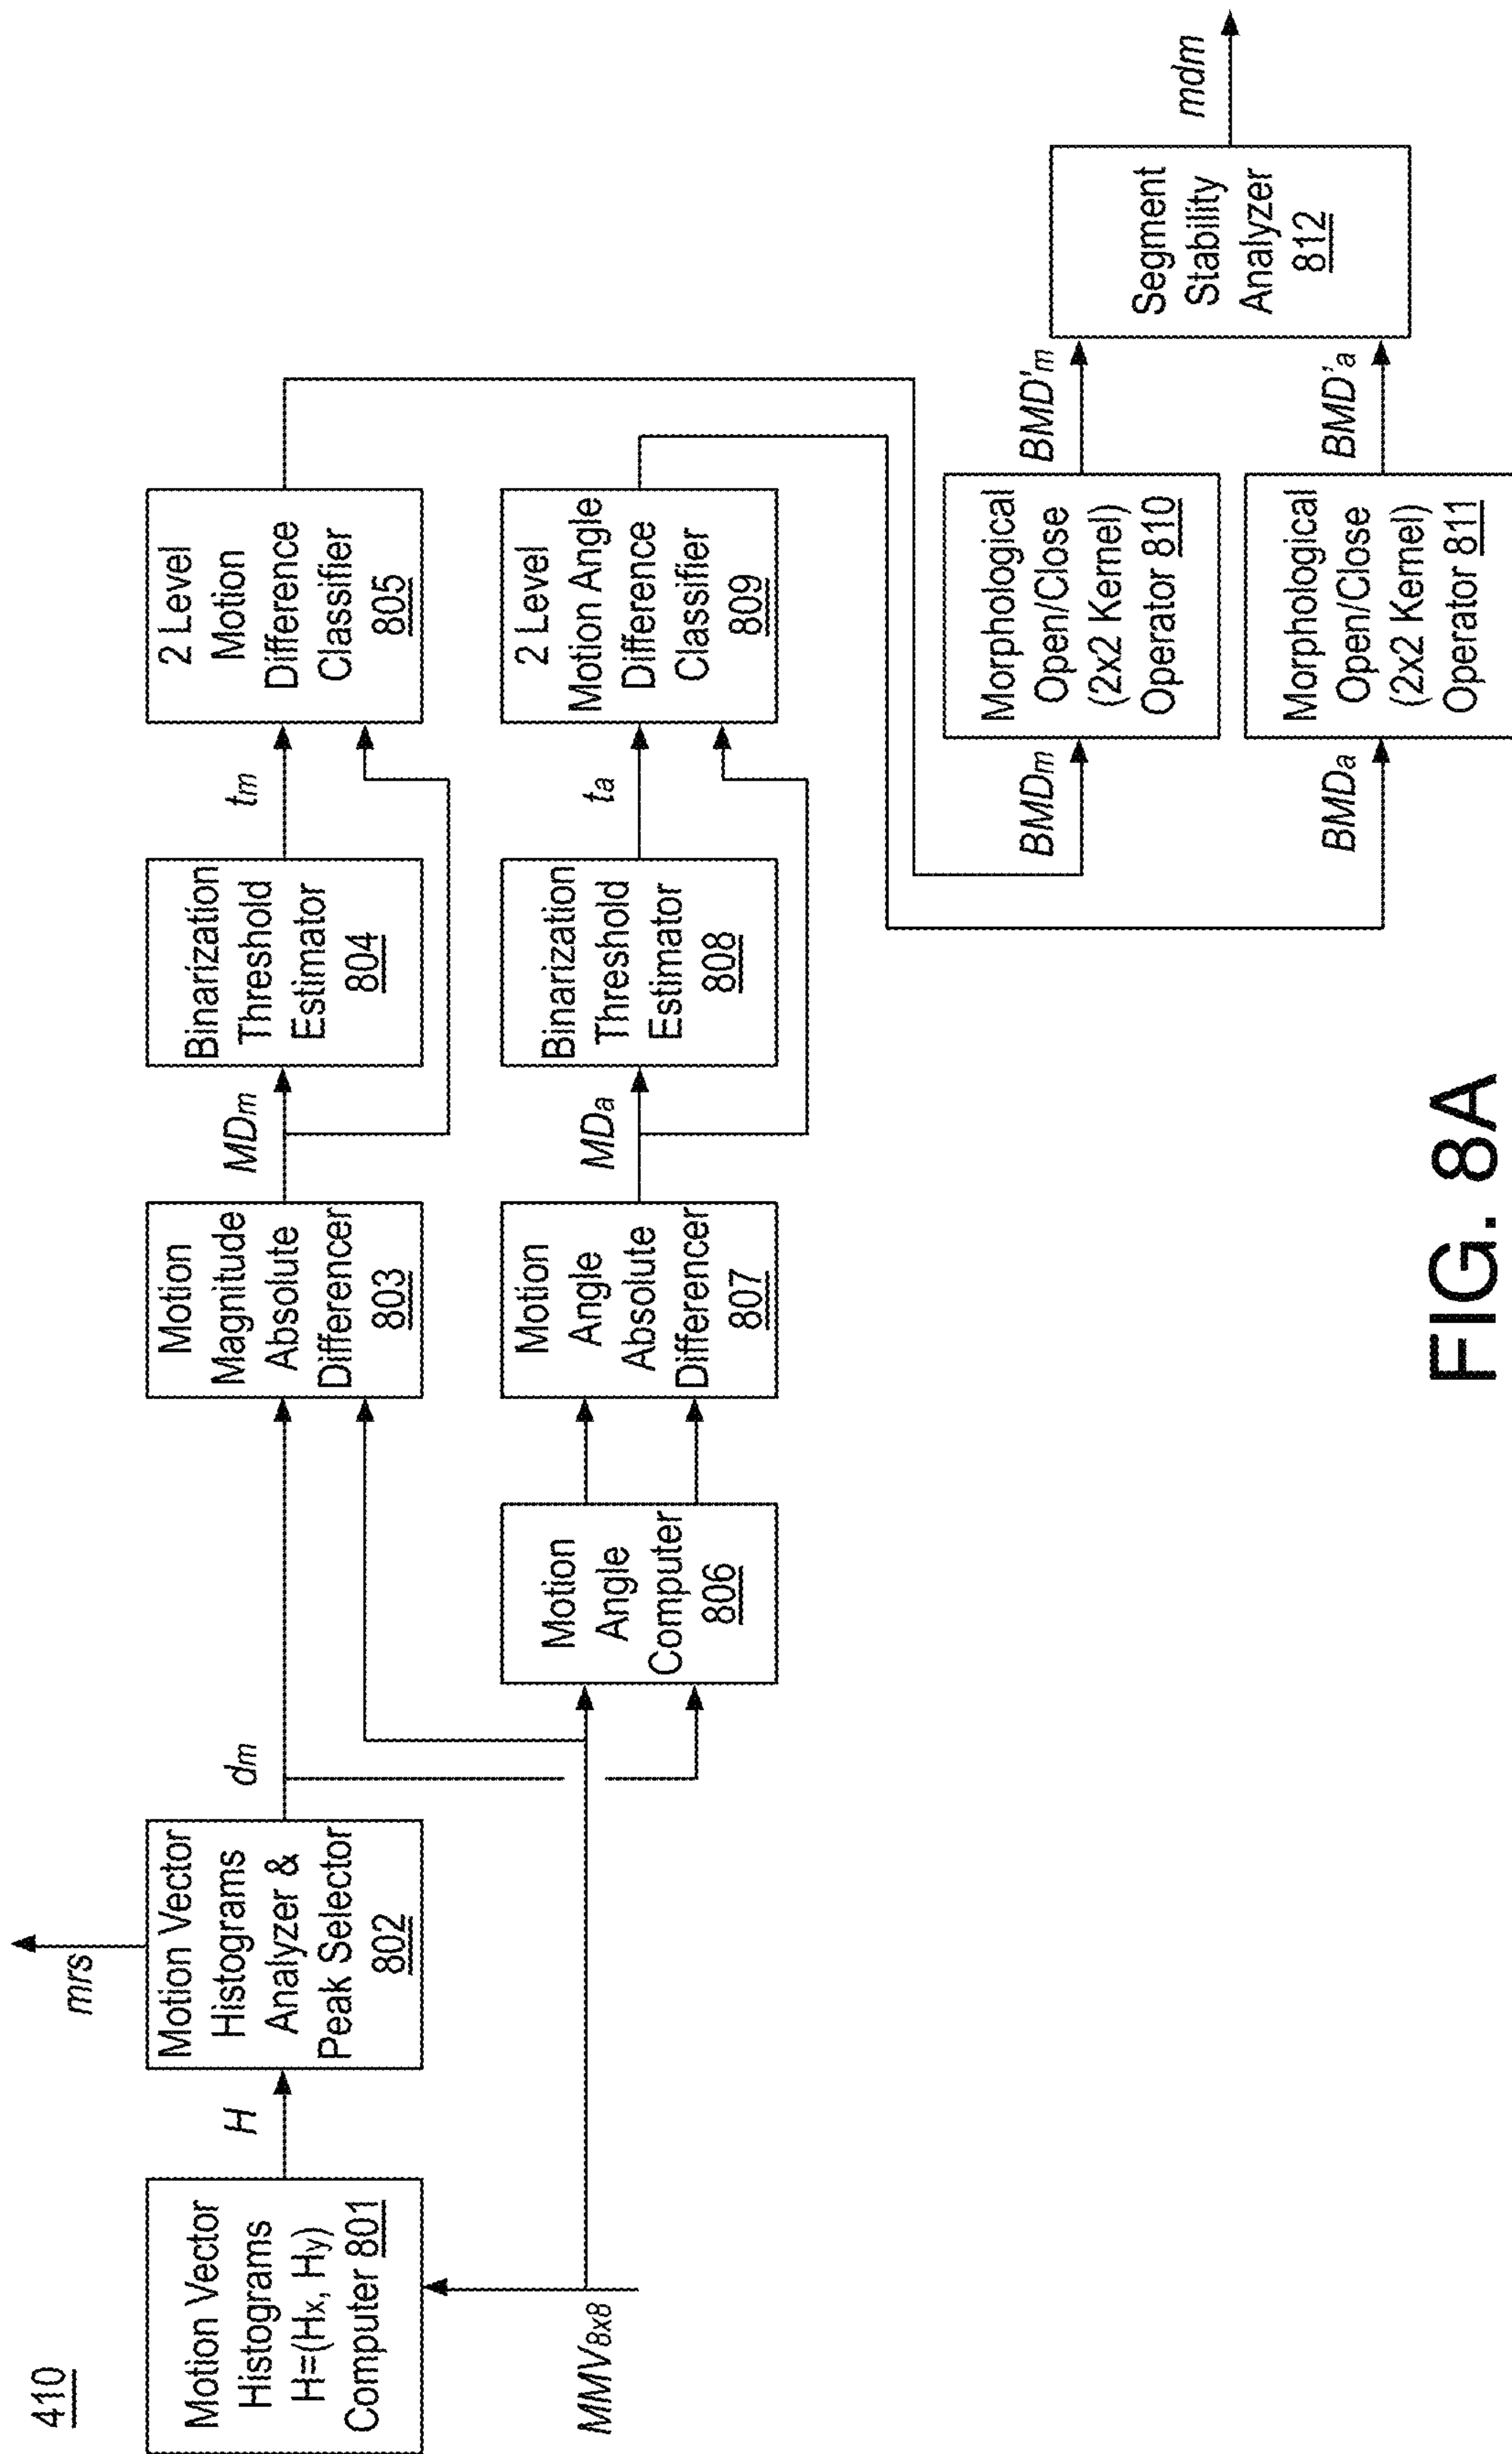 410
Motion Vector
Histograms
H=(Hx, Hy)
Computer 801
H
mrs
Motion Vector
Histograms
Analyzer &
Peak Selector
802
dm
Motion
Magnitude
Absolute
Differencer
803
MDm
Binarization
Threshold
Estimator
804
tm
2 Level
Motion
Difference
Classifier
805
MMV8x8
Motion
Angle
Computer
806
Motion
Angle
Absolute
Differencer
807
MDa
Binarization
Threshold
Estimator
808
ta
2 Level
Motion Angle
Difference
Classifier
809
BMDm
Morphological
Open/Close
(2x2 Kernel)
Operator 810
BMD'm
BMDa
Morphological
Open/Close
(2x2 Kernel)
Operator 811
BMD'a
Segment
Stability
Analyzer
812
mdm
FIG. 8A